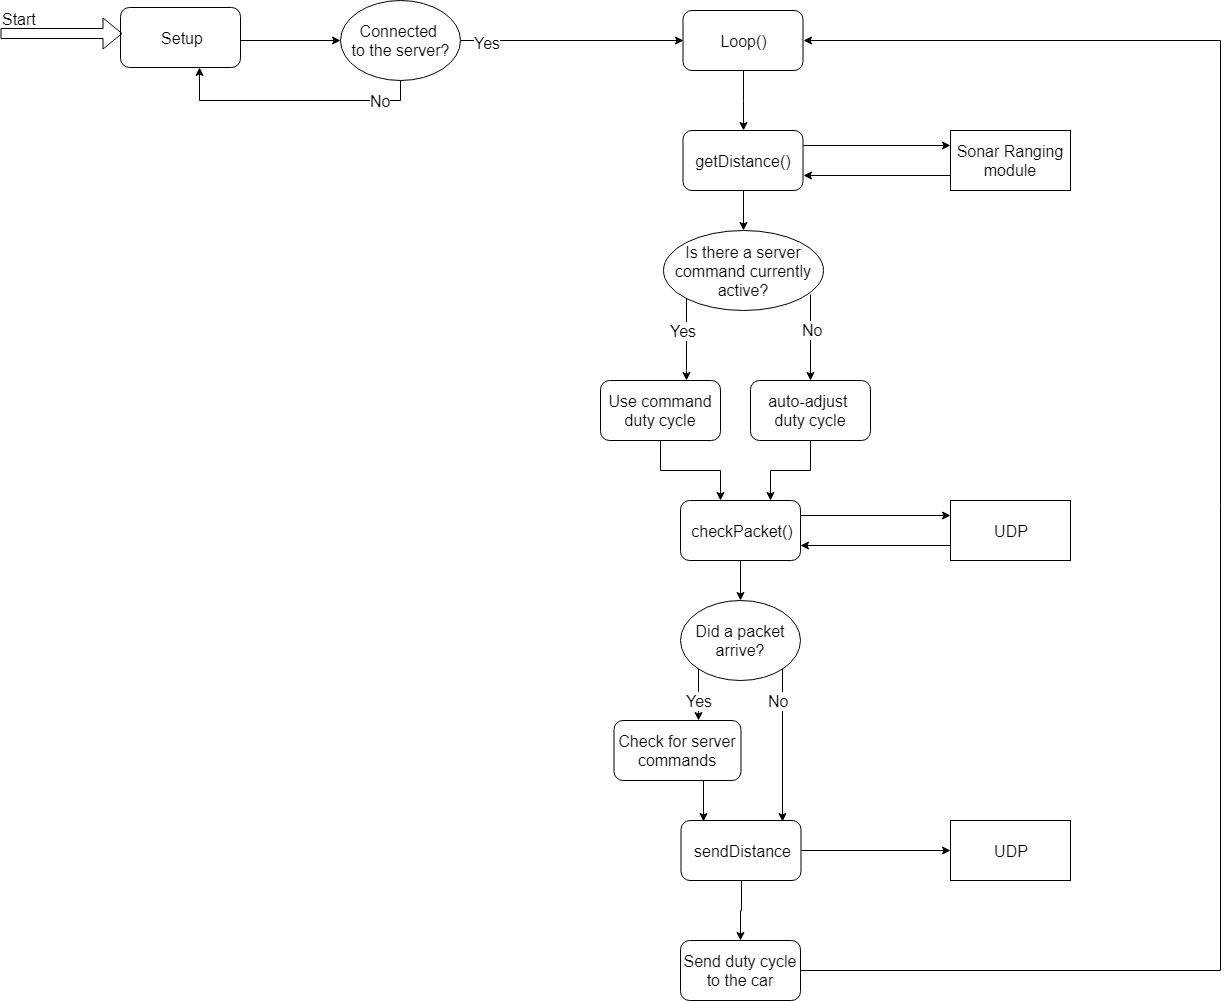 Start
Setup
Connected
to the server?
Yes
No
Loop()
getDistance()
Sonar Ranging
module
Is there a server
command currently
active?
Yes
No
Use command
duty cycle
auto-adjust
duty cycle
checkPacket()
UDP
Did a packet
arrive?
Yes
No
Check for server
commands
sendDistance
UDP
Send duty cycle
to the car